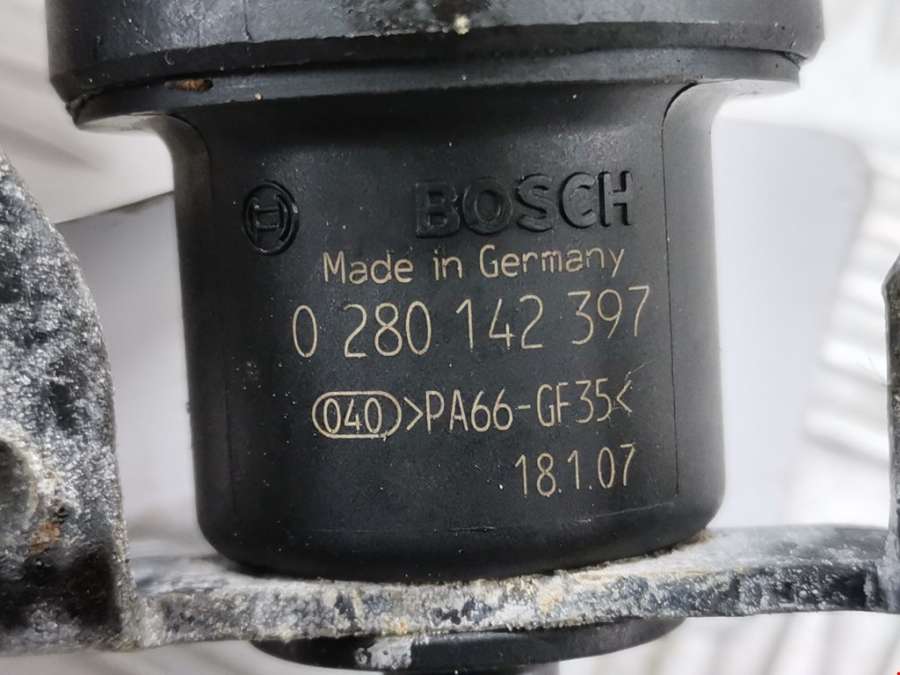 BOSCH
Made in Germany
0 280 142 397
040 >PA66-GF35<
18.1.07